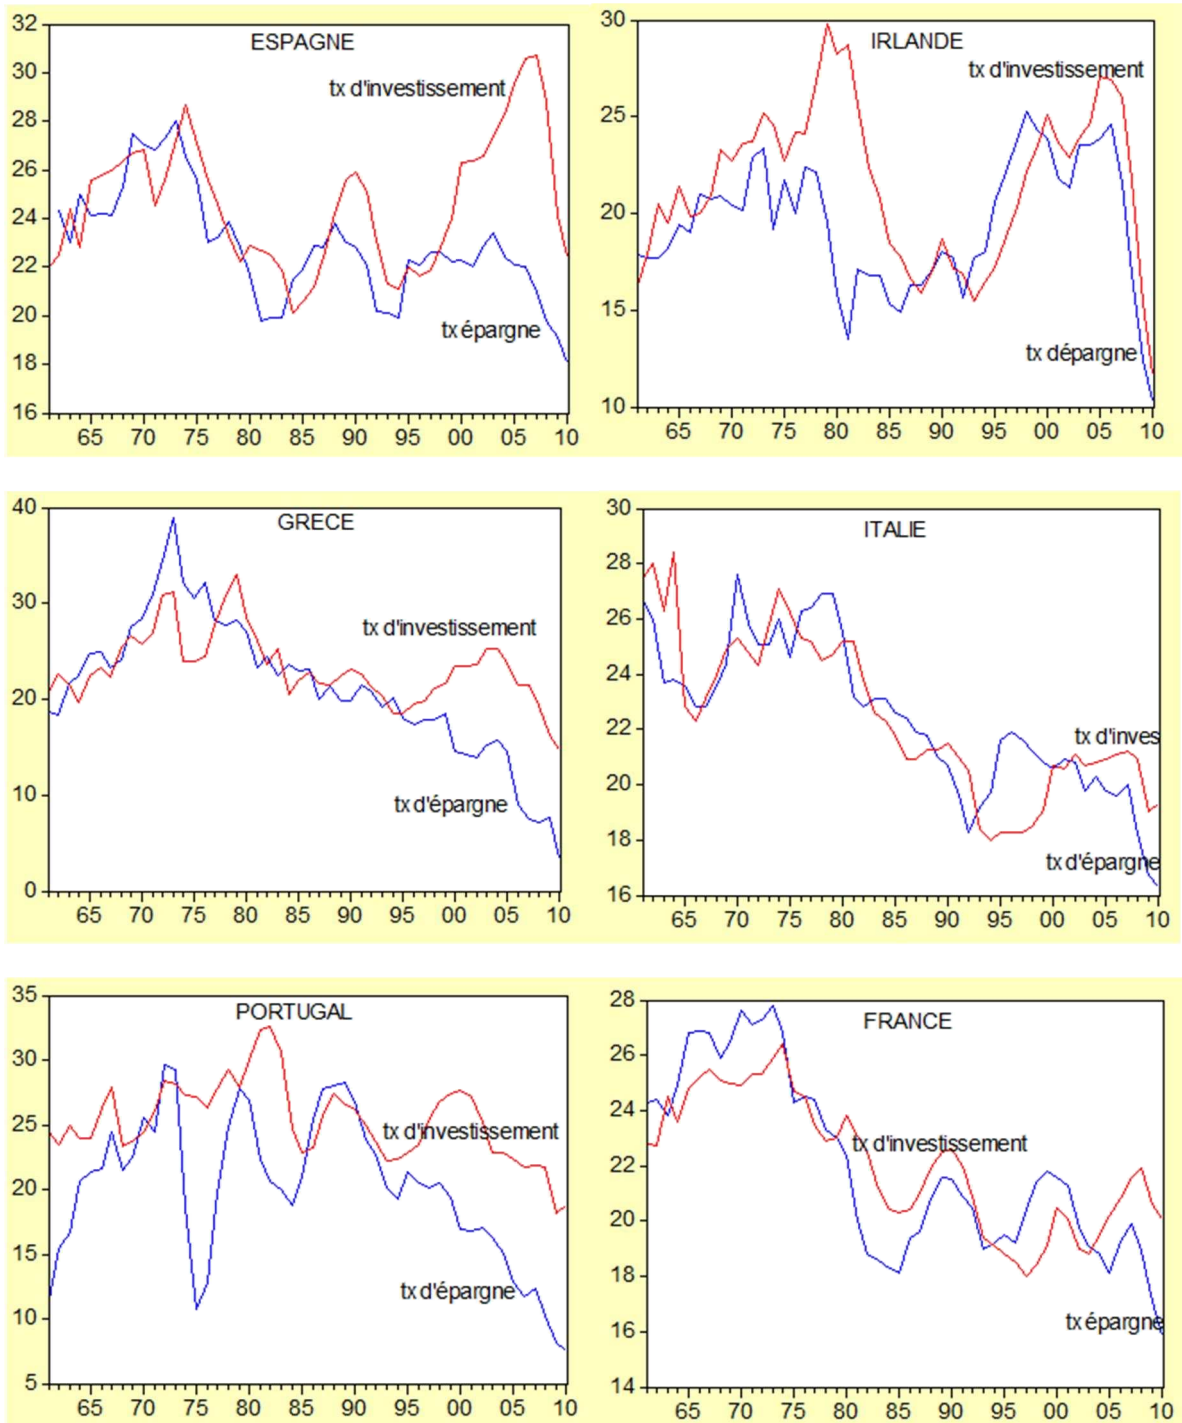 ESPAGNE
32
30
28
26
24
22
20
18
16
tx d'investissement
tx épargne
65 70 75 80 85 90 95 00 05 10
IRLANDE
30
25
20
15
10
tx d'investissement
tx dépargne
65 70 75 80 85 90 95 00 05 10
GRECE
40
30
20
10
0
tx d'investissement
tx d'épargne
65 70 75 80 85 90 95 00 05 10
ITALIE
30
28
26
24
22
20
18
16
tx d'inves
tx d'épargne
65 70 75 80 85 90 95 00 05 10
PORTUGAL
35
30
25
20
15
10
5
tx d'investissement
tx d'épargne
65 70 75 80 85 90 95 00 05 10
FRANCE
28
26
24
22
20
18
16
14
tx d'investissement
tx épargne
65 70 75 80 85 90 95 00 05 10